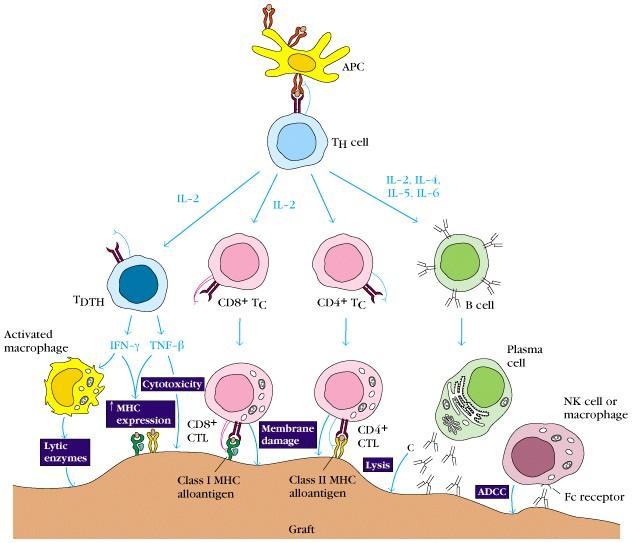 APC
TH cell
IL-2
IL-2
IL-2, IL-4,
IL-5, IL-6
TDTH
CD8+ TC
CD4+ TC
B cell
Activated
macrophage
IFN-γ
TNF-β
Plasma
cell
Cytotoxicity
NK cell or
macrophage
↑ MHC
expression
CD8+
CTL
Membrane
damage
CD4+
CTL
Lytic
enzymes
C
Lysis
Class I MHC
alloantigen
Class II MHC
alloantigen
ADCC
Fc receptor
Graft